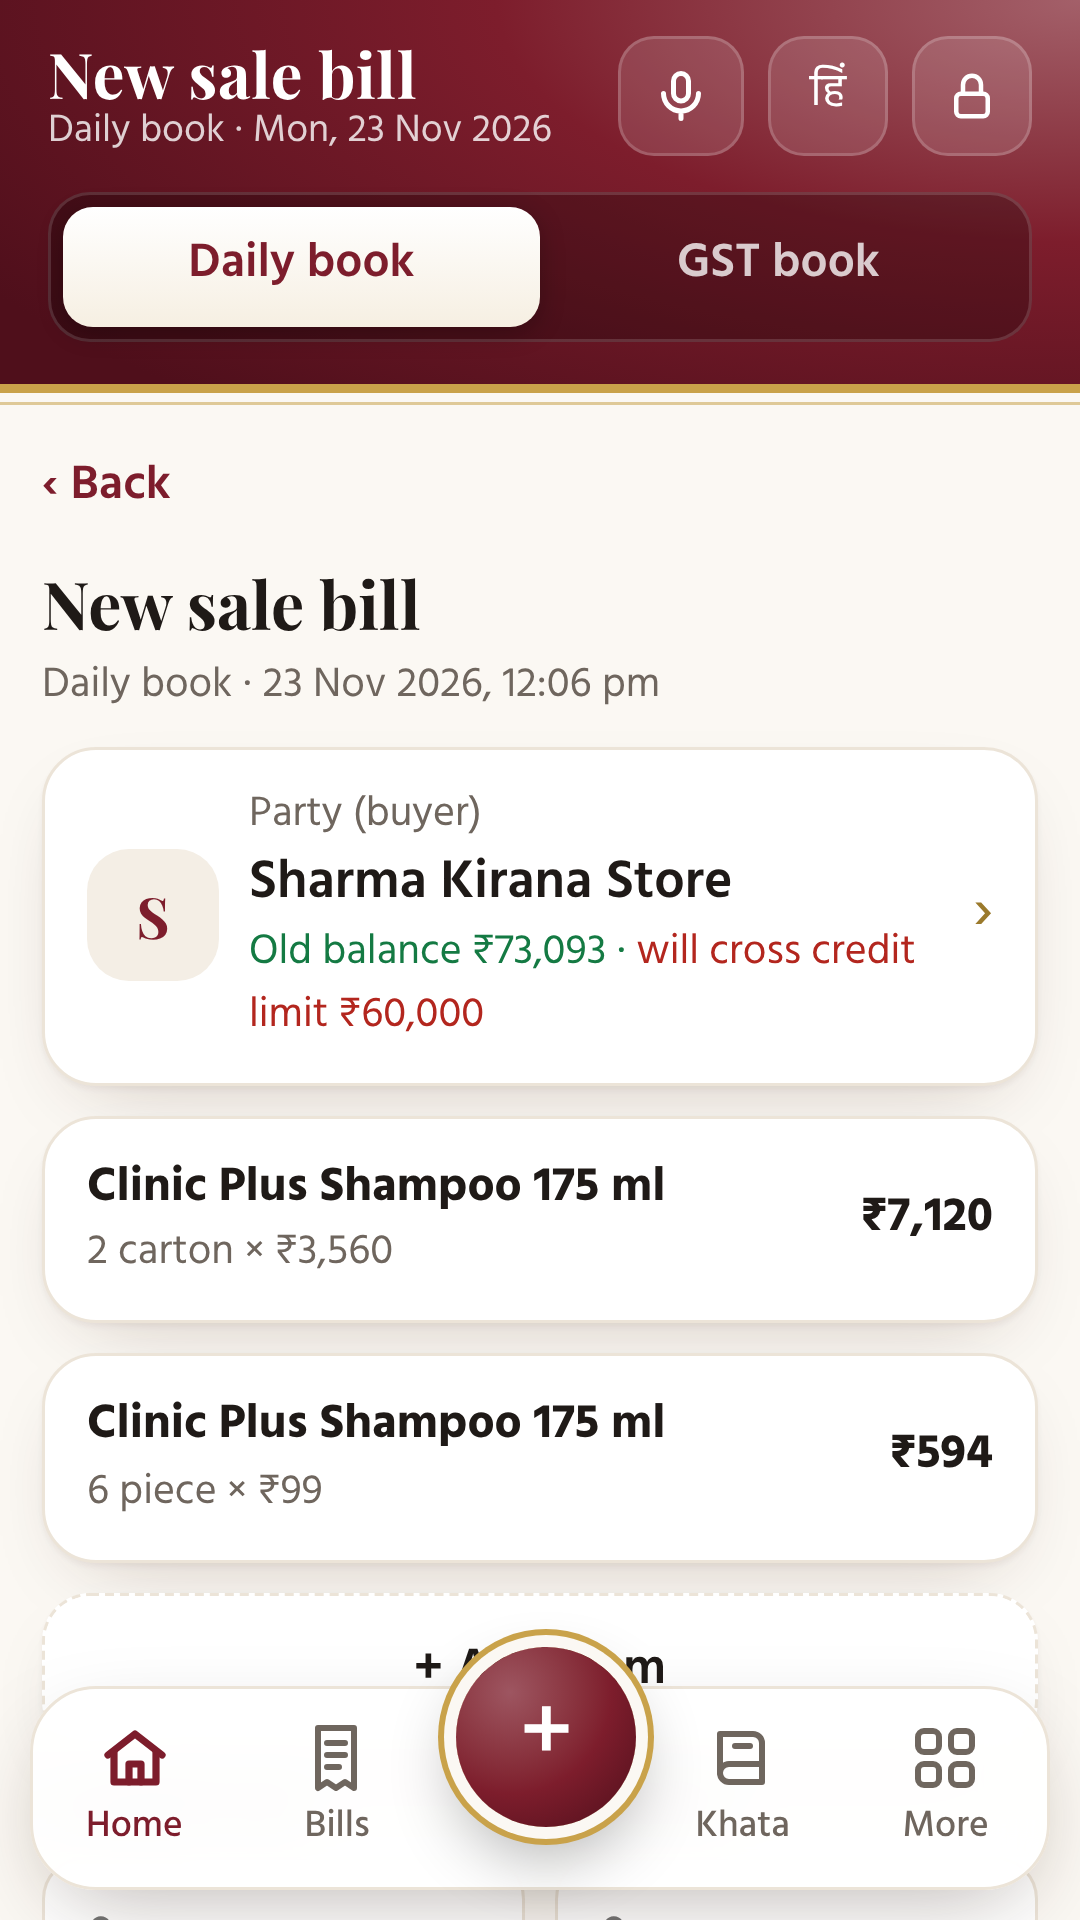 New sale bill
Daily book · Mon, 23 Nov 2026
हिं
Daily book
GST book
‹ Back
New sale bill
Daily book · 23 Nov 2026, 12:06 pm
Party (buyer)
S
Sharma Kirana Store
Old balance ₹73,093 · will cross credit
limit ₹60,000
›
Clinic Plus Shampoo 175 ml
2 carton × ₹3,560
₹7,120
Clinic Plus Shampoo 175 ml
6 piece × ₹99
₹594
+
+
Home
Bills
Khata
More